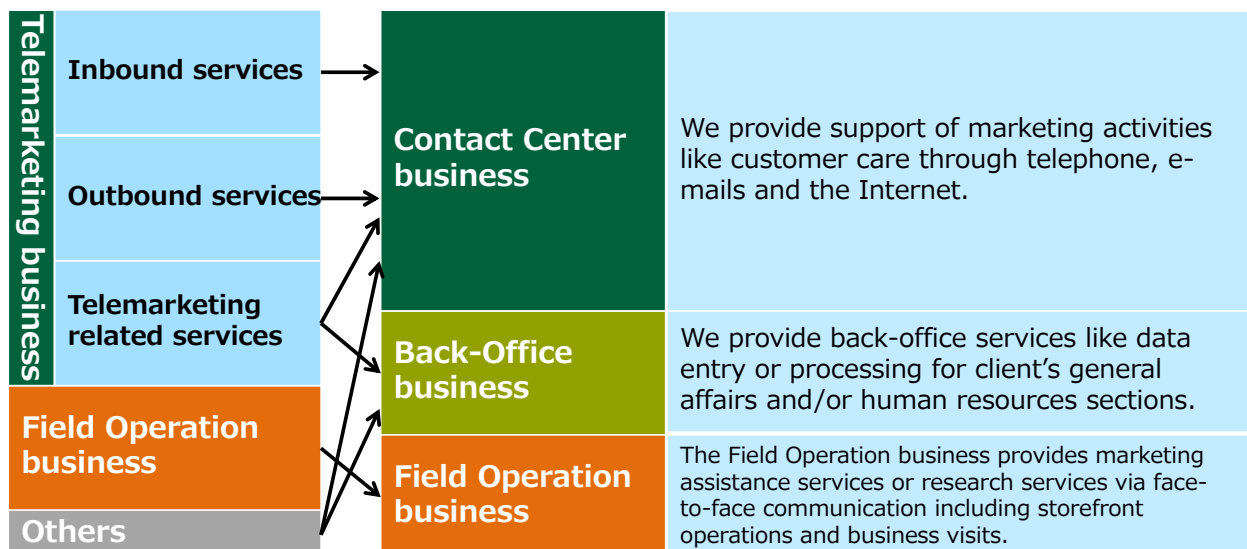 Telemarketing business
Inbound services
Outbound services
Telemarketing
related services
Field Operation
business
Others
Contact Center
business
We provide support of marketing activities
like customer care through telephone, e-
mails and the Internet.
Back-Office
business
We provide back-office services like data
entry or processing for client’s general
affairs and/or human resources sections.
Field Operation
business
The Field Operation business provides marketing
assistance services or research services via face-
to-face communication including storefront
operations and business visits.